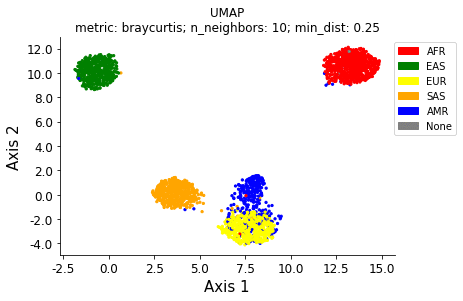 UMAP
metric: braycurtis; n_neighbors: 10; min_dist: 0.25
12.0
10.0
8.0
6.0
4.0
2.0
0.0
-2.0
-4.0
Axis 2
-2.5 0.0 2.5 5.0 7.5 10.0 12.5 15.0
Axis 1
AFR
EAS
EUR
SAS
AMR
None